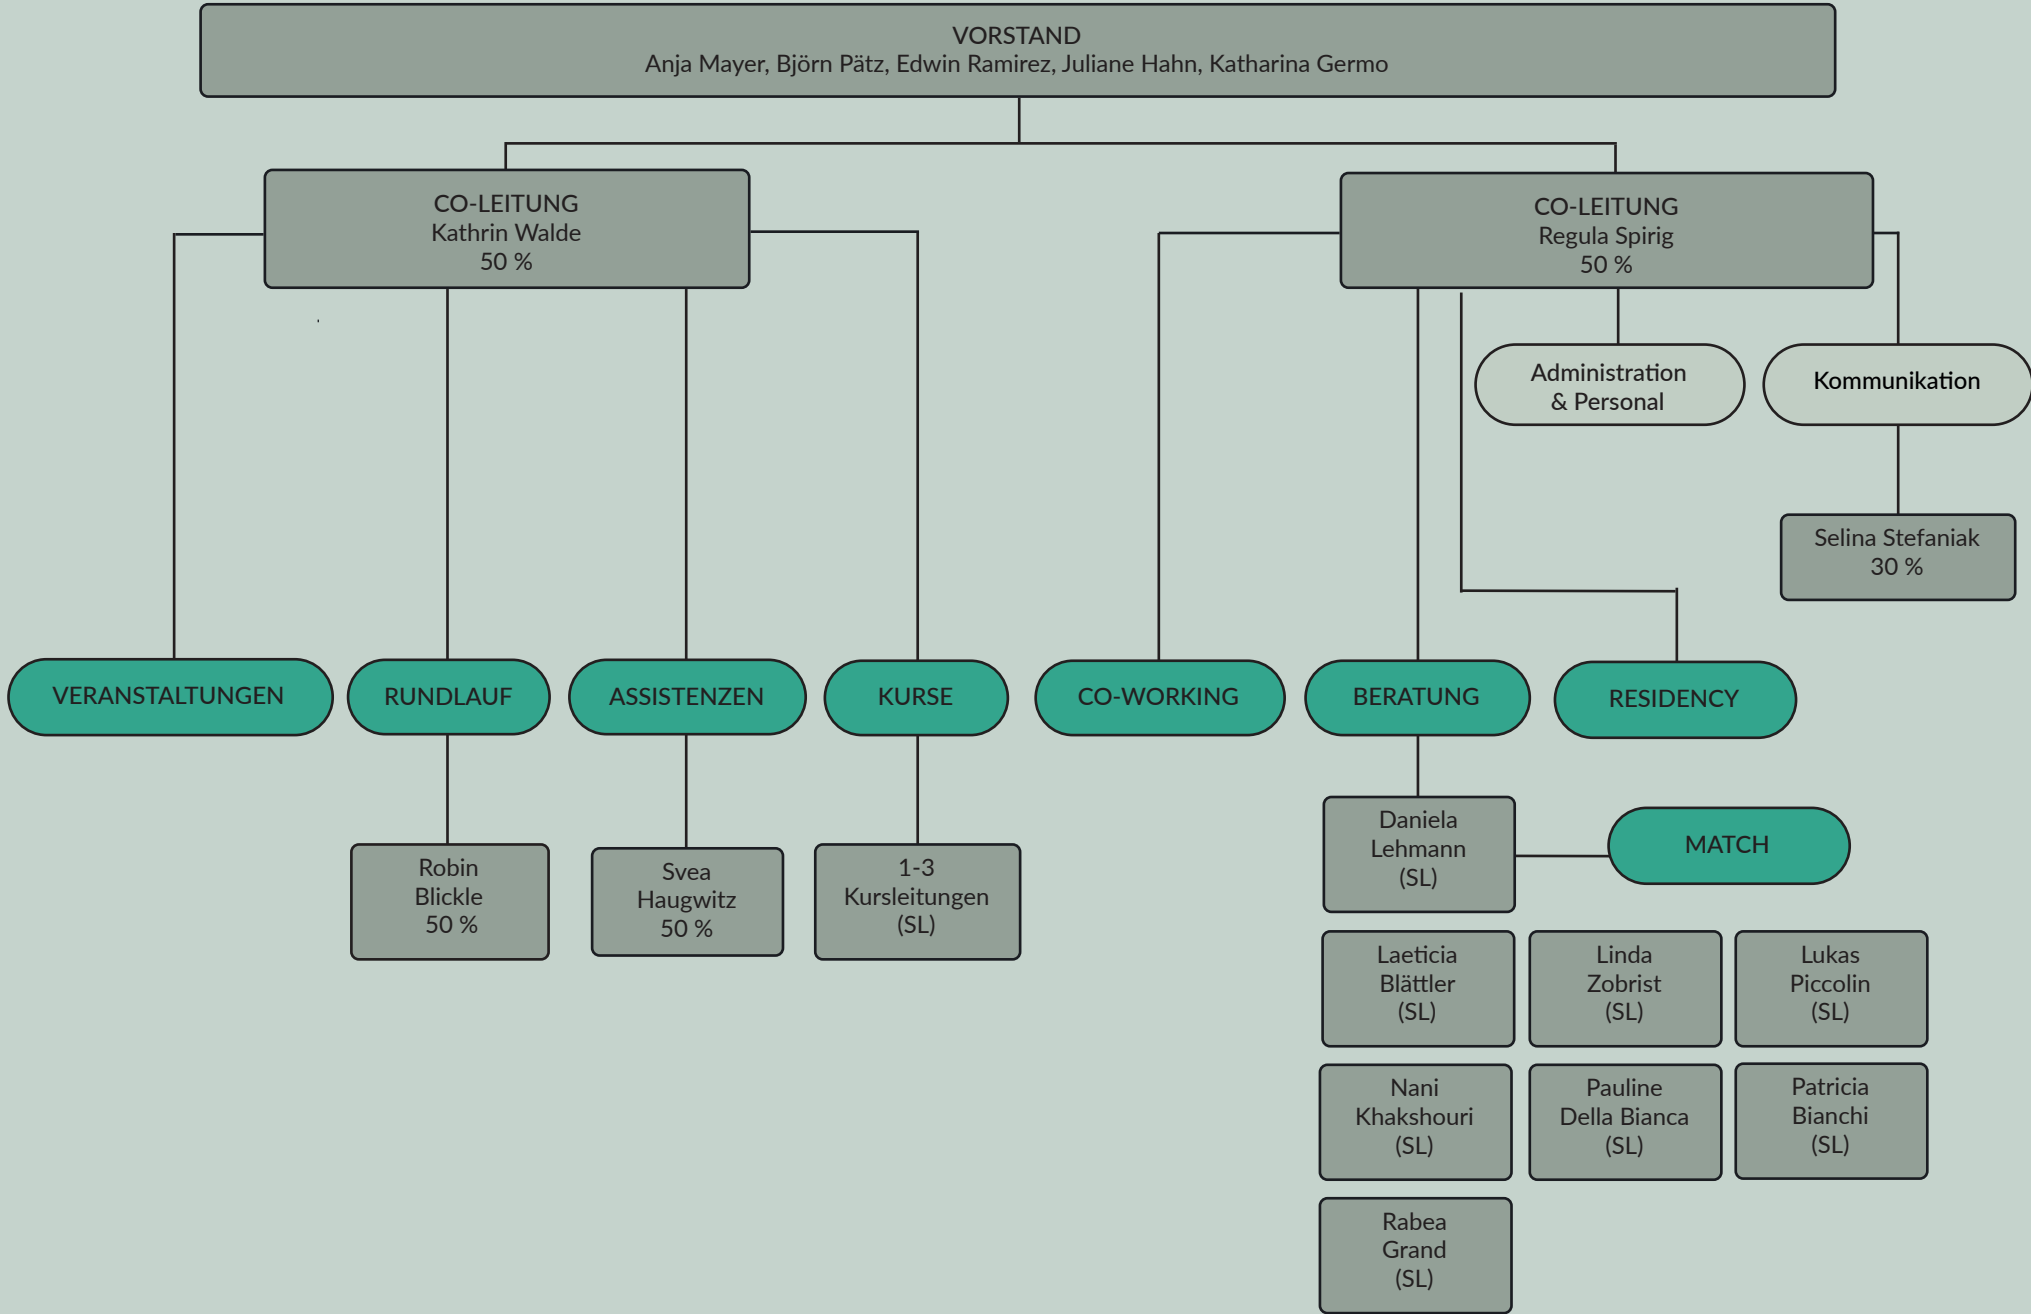 VORSTAND
Anja Mayer, Björn Pätz, Edwin Ramirez, Juliane Hahn, Katharina Germo
CO-LEITUNG
Kathrin Walde
50 %
CO-LEITUNG
Regula Spirig
50 %
Administration
& Personal
Kommunikation
Selina Stefaniak
30 %
VERANSTALTUNGEN
RUNDLAUF
ASSISTENZEN
KURSE
CO-WORKING
BERATUNG
RESIDENCY
Robin
Blickle
50 %
Svea
Haugwitz
50 %
1-3
Kursleitungen
(SL)
Daniela
Lehmann
(SL)
MATCH
Laeticia
Blättler
(SL)
Linda
Zobrist
(SL)
Lukas
Piccolin
(SL)
Nani
Khakshouri
(SL)
Pauline
Della Bianca
(SL)
Patricia
Bianchi
(SL)
Rabea
Grand
(SL)